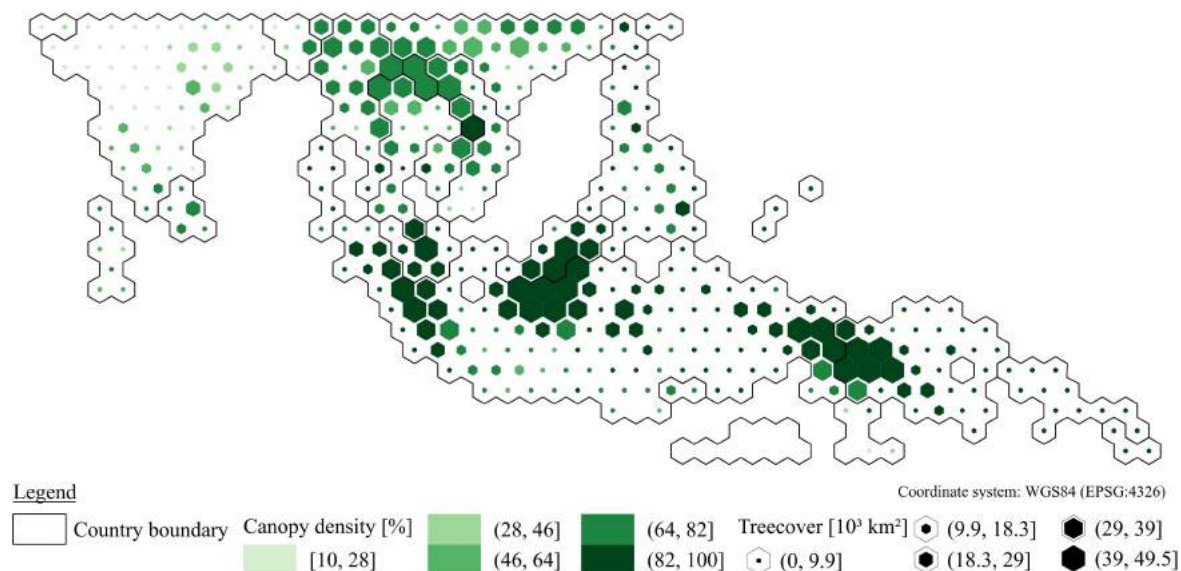 Legend
Coordinate system: WGS84 (EPSG:4326)
Country boundary
Canopy density [%]
[10, 28]
(28, 46]
(46, 64]
(64, 82]
(82, 100]
Treecover [10³ km²]
(0, 9.9]
(9.9, 18.3]
(18.3, 29]
(29, 39]
(39, 49.5]